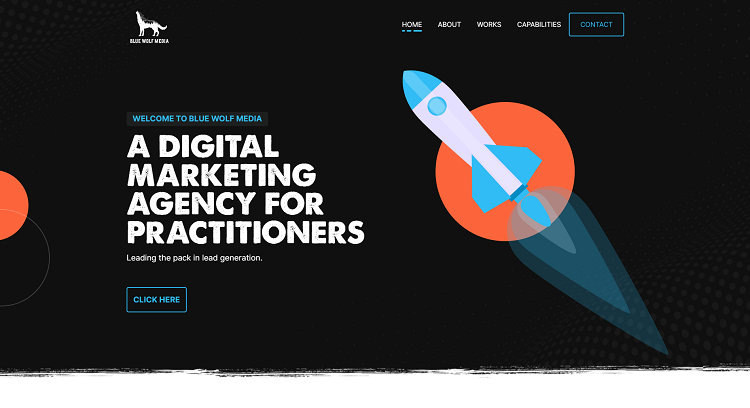 BLUE WOLF MEDIA
HOME ABOUT WORKS CAPABILITIES CONTACT
WELCOME TO BLUE WOLF MEDIA
A DIGITAL
MARKETING
AGENCY FOR
PRACTITIONERS
Leading the pack in lead generation.
CLICK HERE